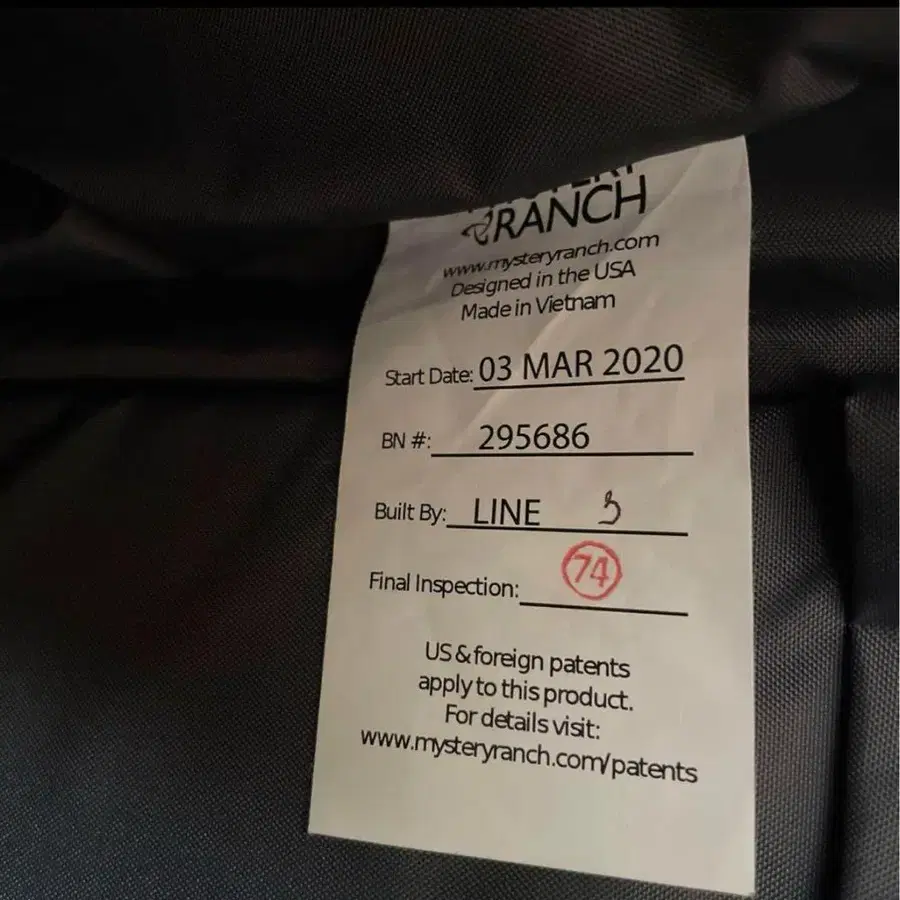 RANCH
www.mysteryranch.com
Designed in the USA
Made in Vietnam
Start Date: 03 MAR 2020
BN #: 295686
Built By: LINE 3
Final Inspection: 74
US & foreign patents
apply to this product.
For details visit:
www.mysteryranch.com/patents